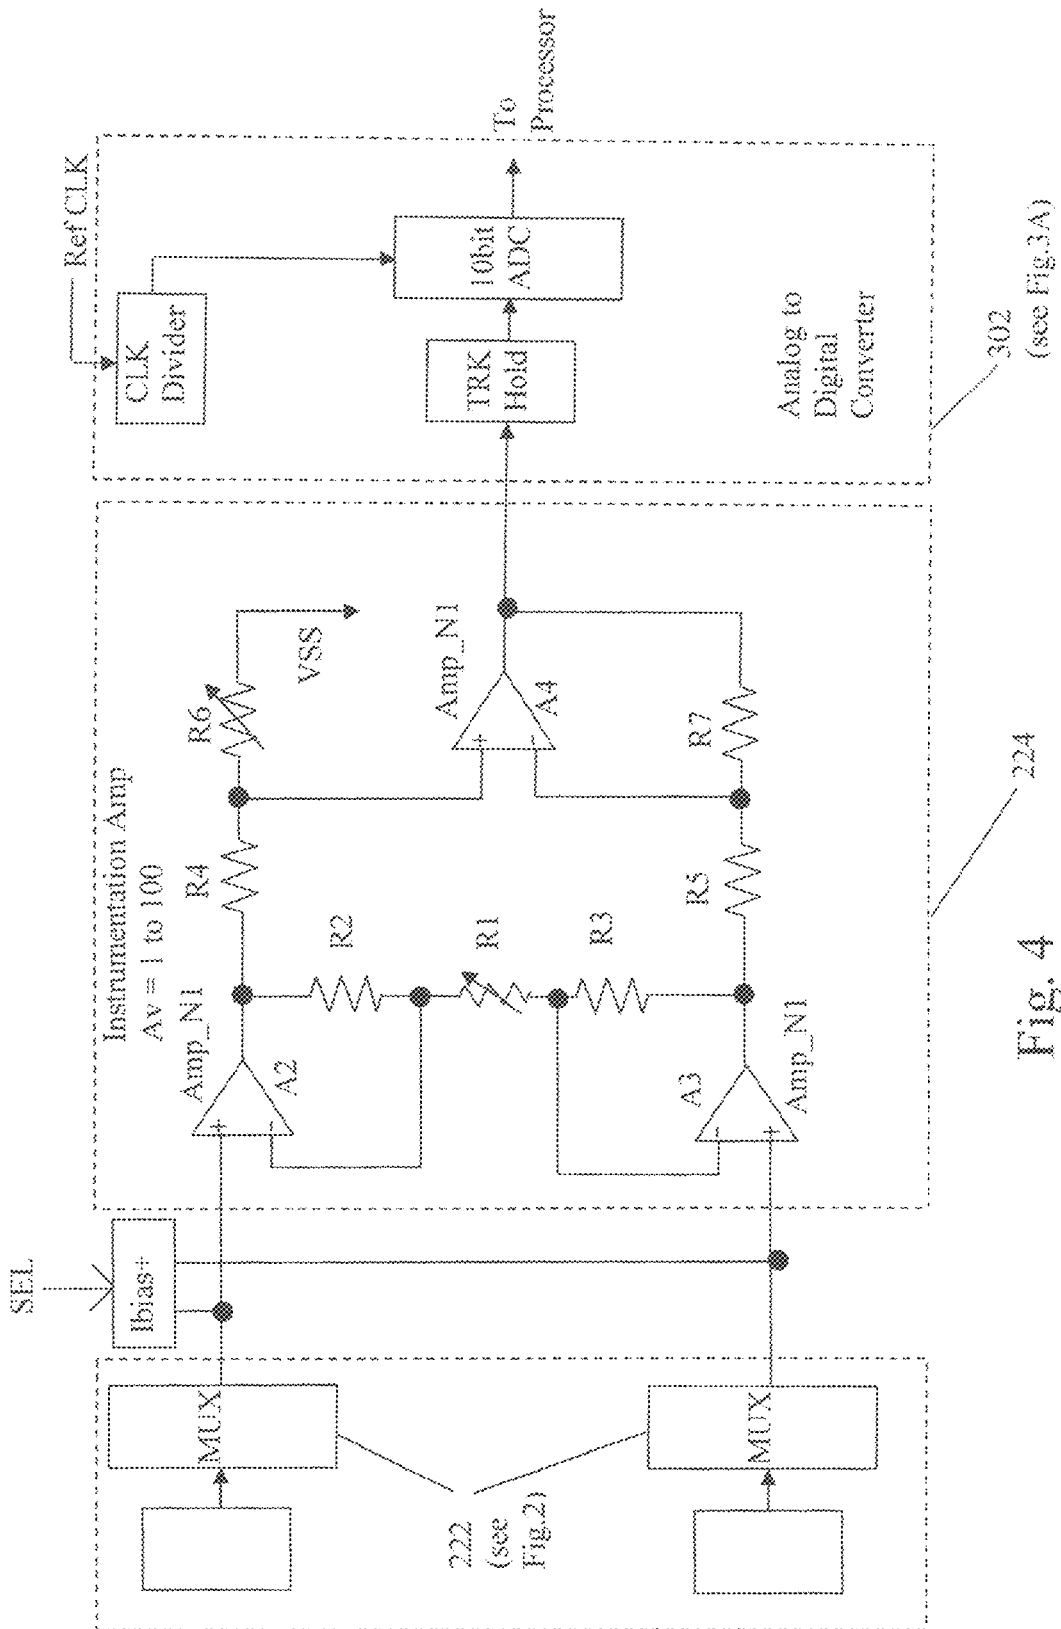 SEL
Ibias+
MUX
MUX
222
(see
Fig.2)
Instrumentation Amp
Av = 1 to 100
Amp_N1
A2
R4
R6
VSS
R2
R1
R3
A3
Amp_N1
R5
R7
Amp_N1
A4
+
-
+
-
-
+
224
Ref CLK
CLK
Divider
TRK
Hold
10bit
ADC
To
Processor
Analog to
Digital
Converter
302
(see Fig.3A)
Fig. 4